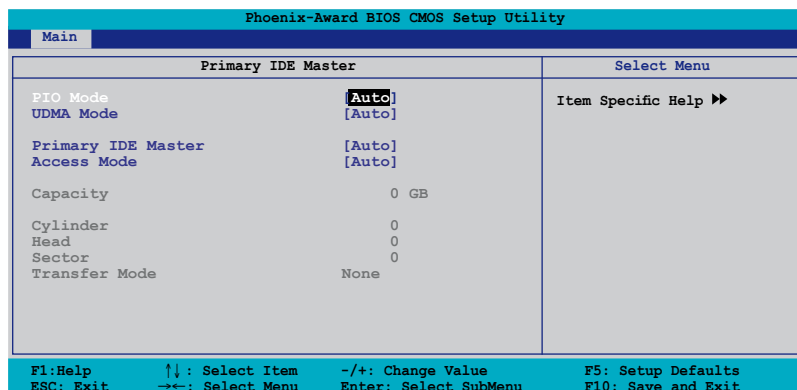 Phoenix-Award BIOS CMOS Setup Utility
Main
Primary IDE Master
Select Menu
PIO Mode [Auto]
Item Specific Help ▶▶
UDMA Mode [Auto]
Primary IDE Master [Auto]
Access Mode [Auto]
Capacity 0 GB
Cylinder 0
Head 0
Sector 0
Transfer Mode None
F1:Help ↑↓ : Select Item -/+: Change Value F5: Setup Defaults
ESC: Exit →←: Select Menu Enter: Select SubMenu F10: Save and Exit